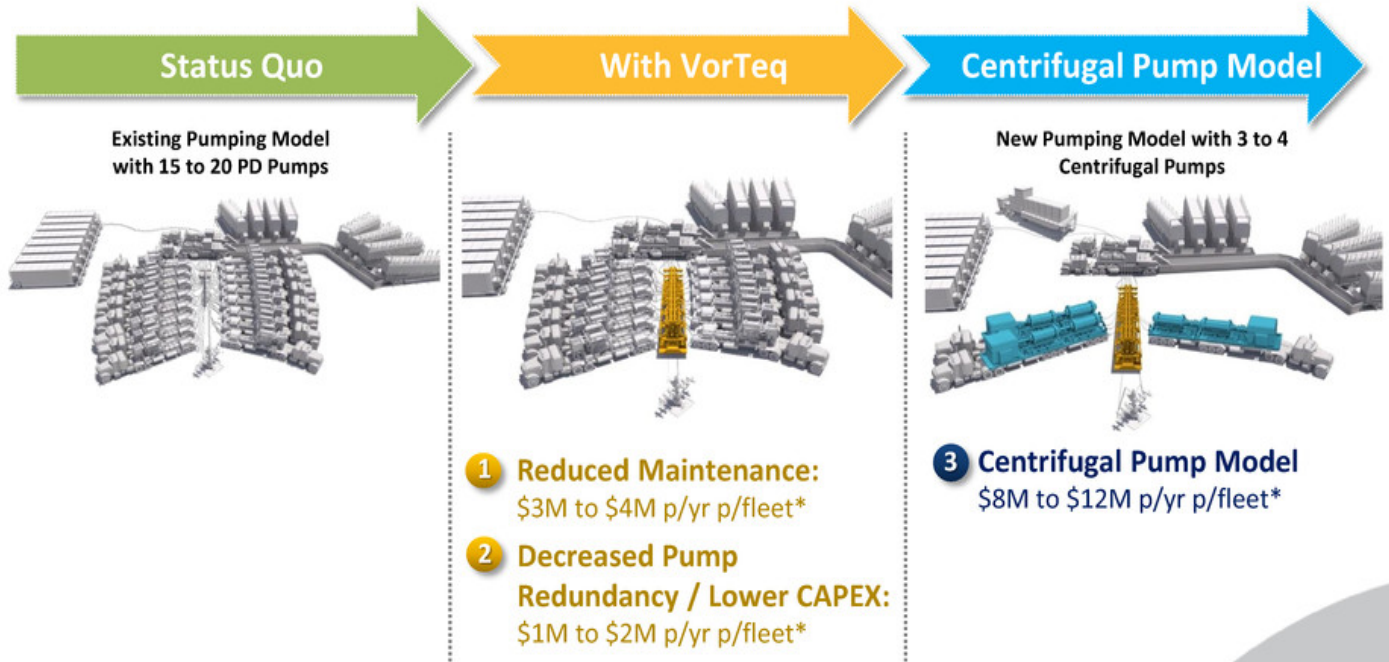 Status Quo
With VorTeq
Centrifugal Pump Model
Existing Pumping Model
with 15 to 20 PD Pumps
New Pumping Model with 3 to 4
Centrifugal Pumps
1 Reduced Maintenance:
$3M to $4M p/yr p/fleet*
2 Decreased Pump
Redundancy / Lower CAPEX:
$1M to $2M p/yr p/fleet*
3 Centrifugal Pump Model
$8M to $12M p/yr p/fleet*